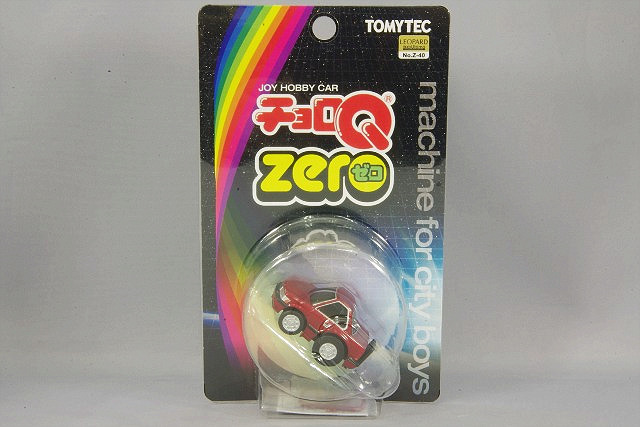 TOMYTEC
LEOPARD
No.Z-40
JOY HOBBY CAR
チョロQ®
zero
ゼロ
machine for city boys